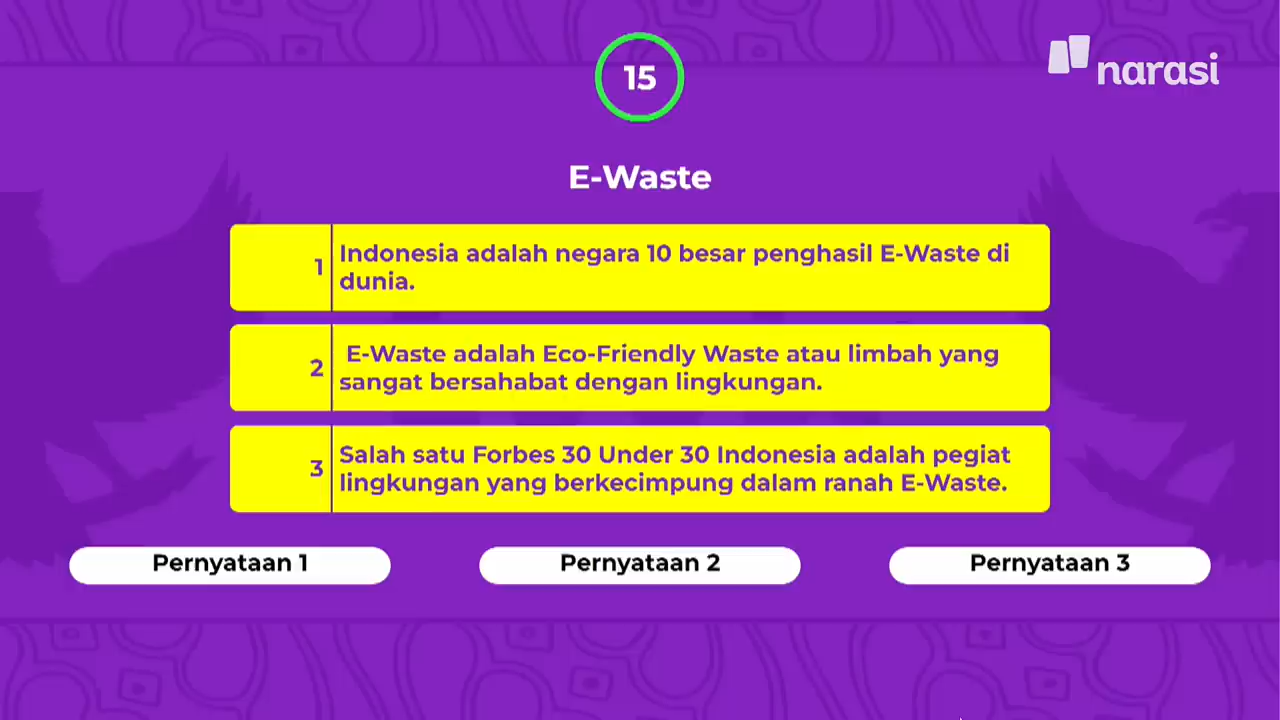 15
narasi
E-Waste
1
Indonesia adalah negara 10 besar penghasil E-Waste di
dunia.
2
E-Waste adalah Eco-Friendly Waste atau limbah yang
sangat bersahabat dengan lingkungan.
3
Salah satu Forbes 30 Under 30 Indonesia adalah pegiat
lingkungan yang berkecimpung dalam ranah E-Waste.
Pernyataan 1
Pernyataan 2
Pernyataan 3